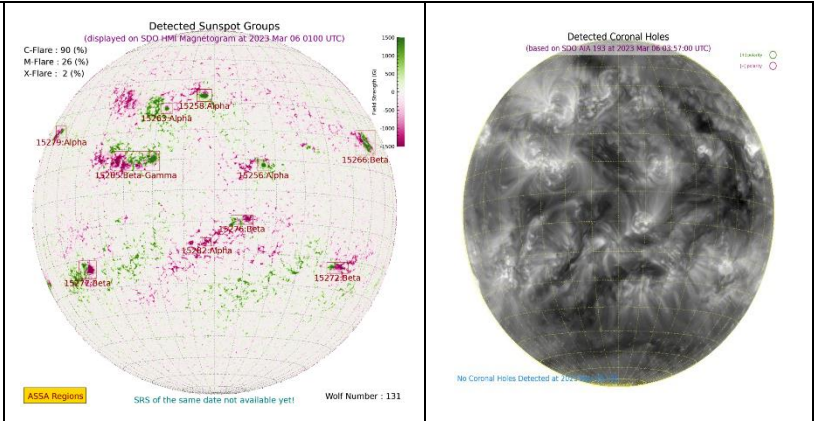 Detected Sunspot Groups
(displayed on SDO HMI Magnetogram at 2023 Mar 06 0100 UTC)
C-Flare : 90 (%)
M-Flare : 26 (%)
X-Flare : 2 (%)
1500
1000
500
0
-500
-1000
-1500
Field Strength (G)
15258:Alpha
15263:Alpha
15279:Alpha
15266:Beta
15265:Beta-Gamma
15256:Alpha
15276:Beta
15282:Alpha
15277:Beta
15272:Beta
ASSA Regions
SRS of the same date not available yet!
Wolf Number : 131
Detected Coronal Holes
(based on SDO AIA 193 at 2023 Mar 06 03:57:00 UTC)
(+) polarity
(-) polarity
No Coronal Holes Detected at